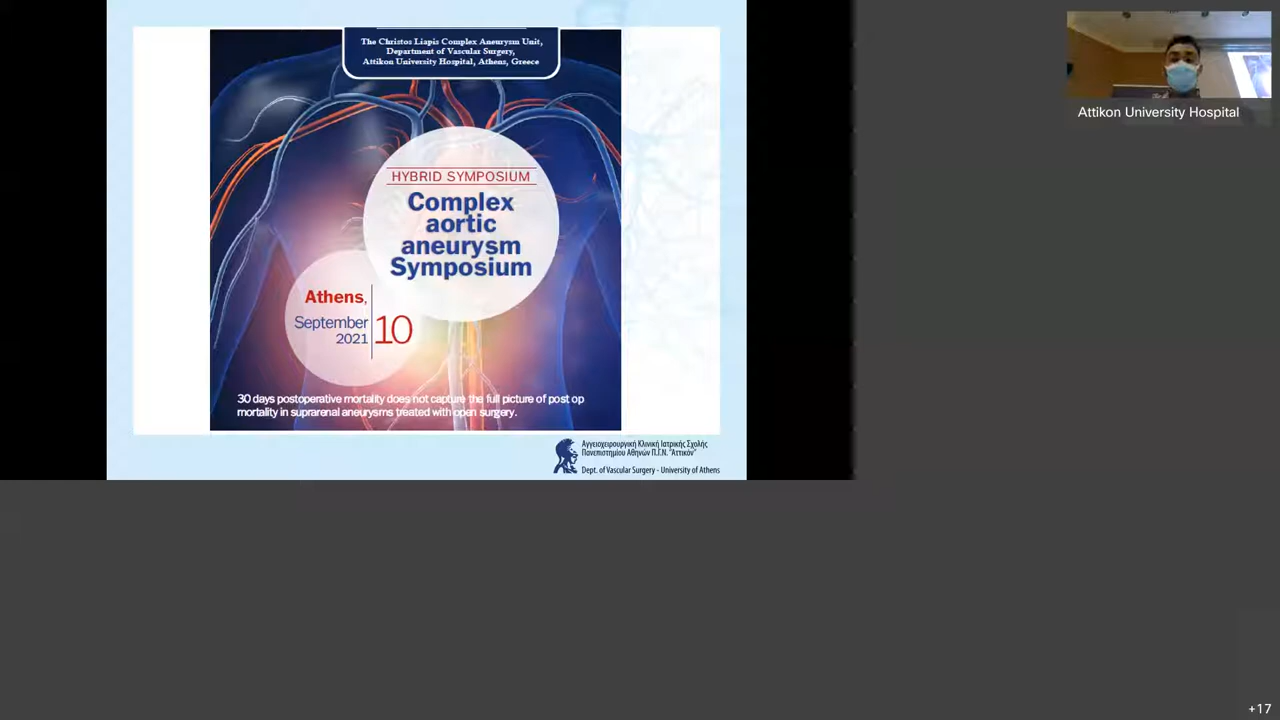 The Christos Liapis Complex Aneurysm Unit,
Department of Vascular Surgery,
Attikon University Hospital, Athens, Greece
HYBRID SYMPOSIUM
Complex
aortic
aneurysm
Symposium
Athens,
September
2021
10
30 days postoperative mortality does not capture the full picture of post op
mortality in suprarenal aneurysms treated with open surgery.
Αγγειοχειρουργική Κλινική Ιατρικής Σχολής
Πανεπιστημίου Αθηνών Π.Γ.Ν. "Αττικόν"
Dept. of Vascular Surgery - University of Athens
Attikon University Hospital
+17